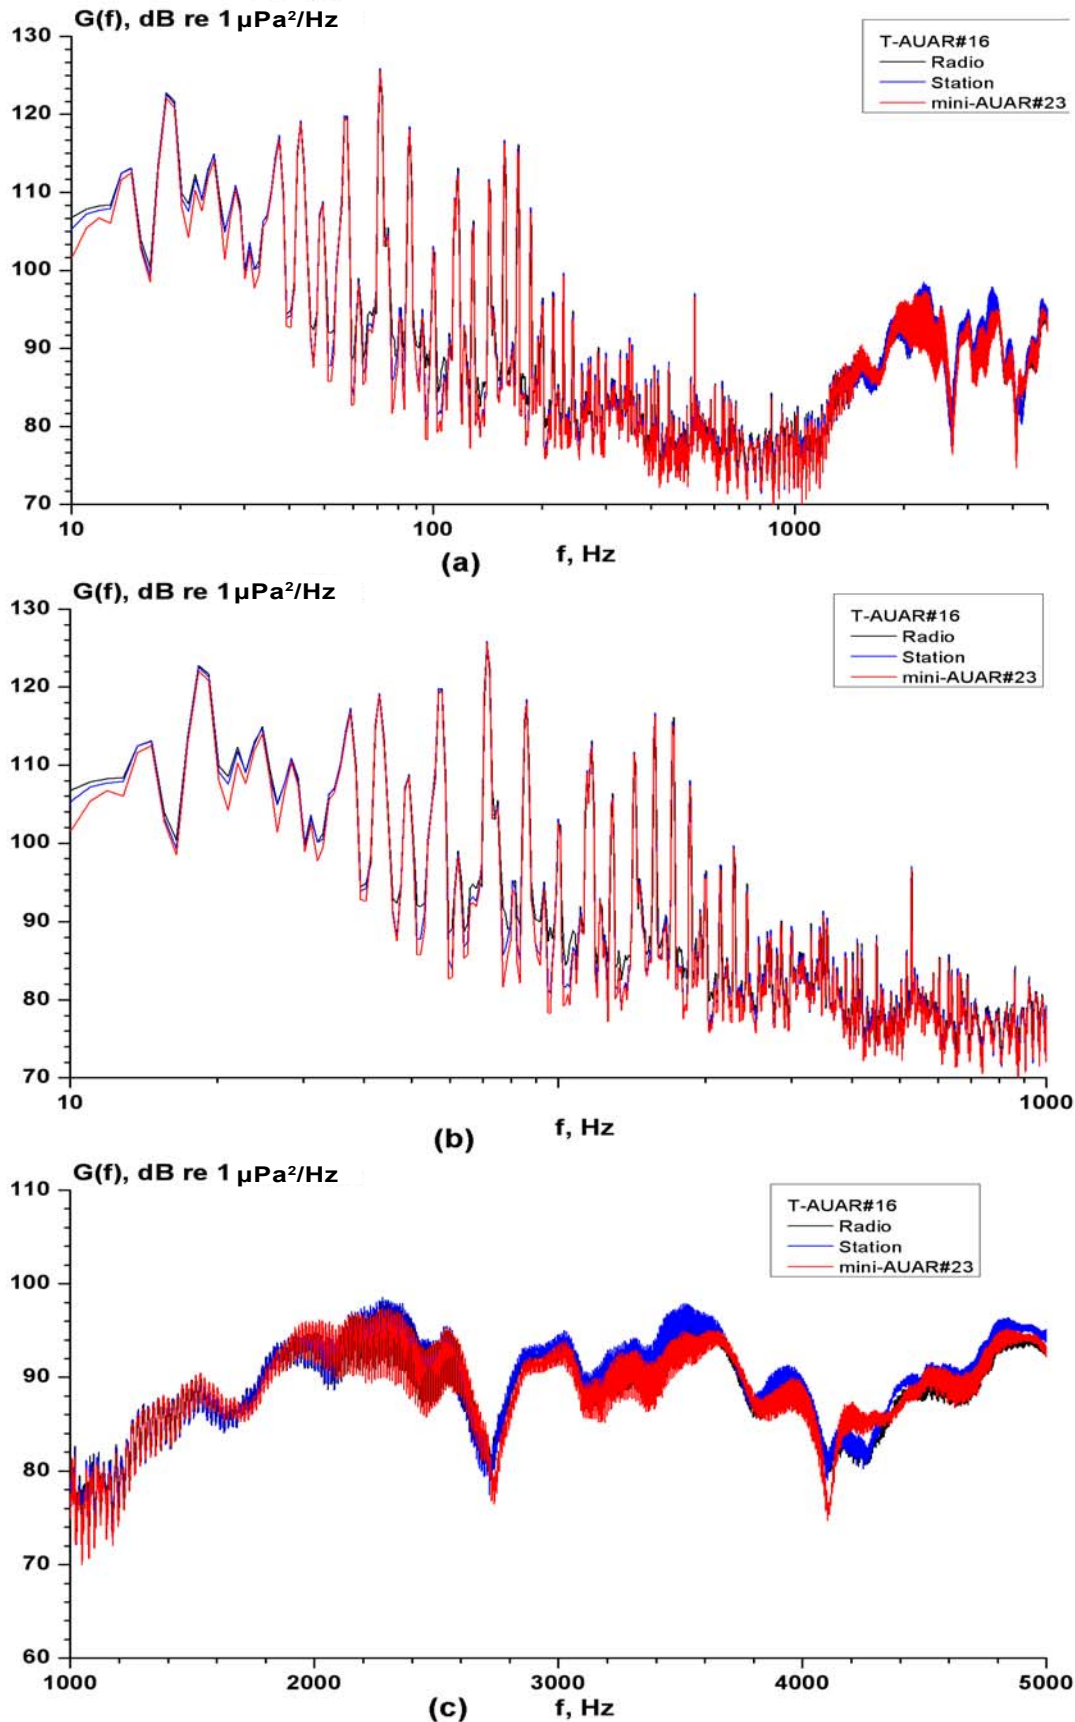 G(f), dB re 1 µPa²/Hz
130
120
110
100
90
80
70
10
100
1000
f, Hz
T-AUAR#16
Radio
Station
mini-AUAR#23
(a)
G(f), dB re 1 µPa²/Hz
130
120
110
100
90
80
70
10
1000
f, Hz
T-AUAR#16
Radio
Station
mini-AUAR#23
(b)
G(f), dB re 1 µPa²/Hz
110
100
90
80
70
60
1000
2000
3000
4000
5000
f, Hz
T-AUAR#16
Radio
Station
mini-AUAR#23
(c)